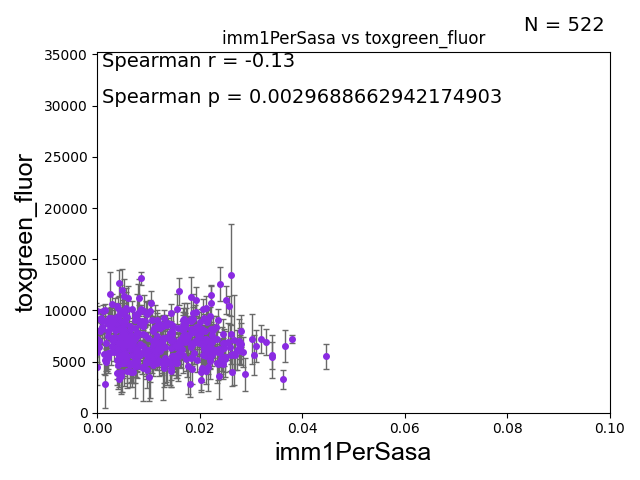 N = 522
imm1PerSasa vs toxgreen_fluor
Spearman r = -0.13
Spearman p = 0.0029688662942174903
35000
30000
25000
20000
15000
10000
5000
0
toxgreen_fluor
0.00 0.02 0.04 0.06 0.08 0.10
imm1PerSasa